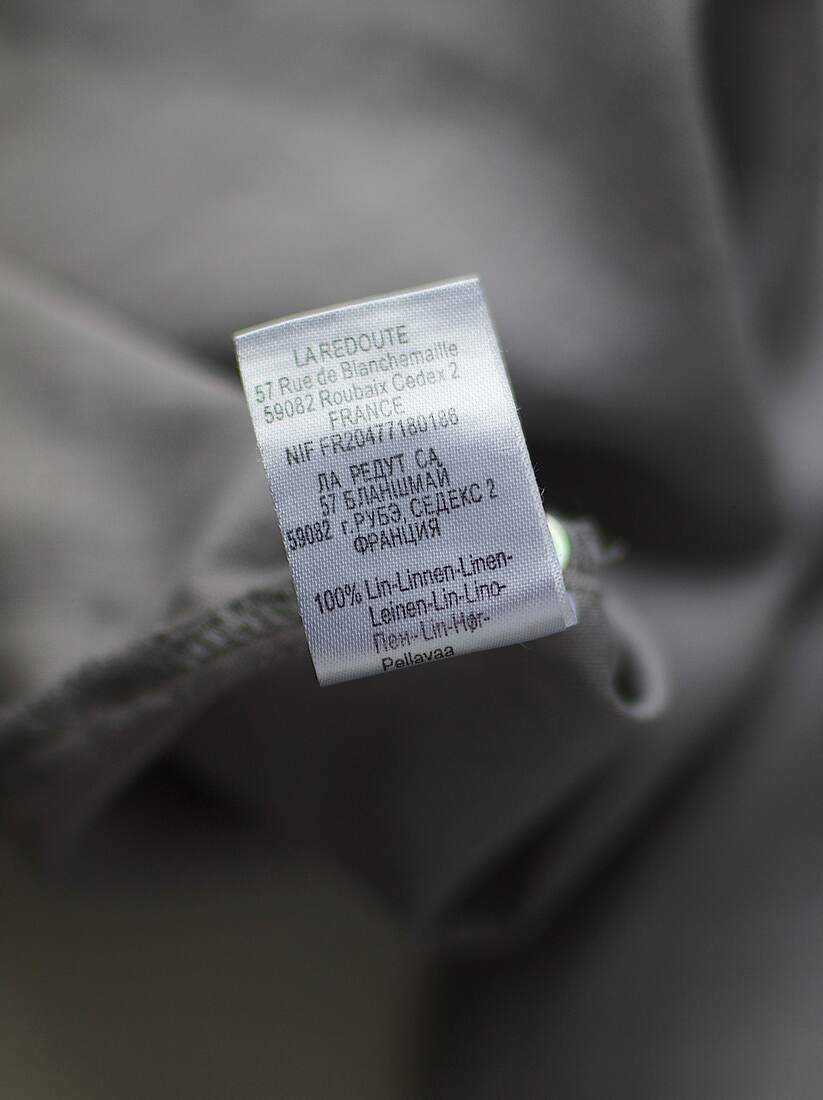 LA REDOUTE
57 Rue de Blanchemaille
59082 Roubaix Cedex 2
FRANCE
NIF FR20477180186
ЛА РЕДУТ СА
57 БЛАНШМАЙ
59082 г.РУБЭ, СЕДЕКС 2
ФРАНЦИЯ
100% Lin-Linnen-Linen-
Leinen-Lin-Lino-
Лен- Lin-Hør-
Pellavaa